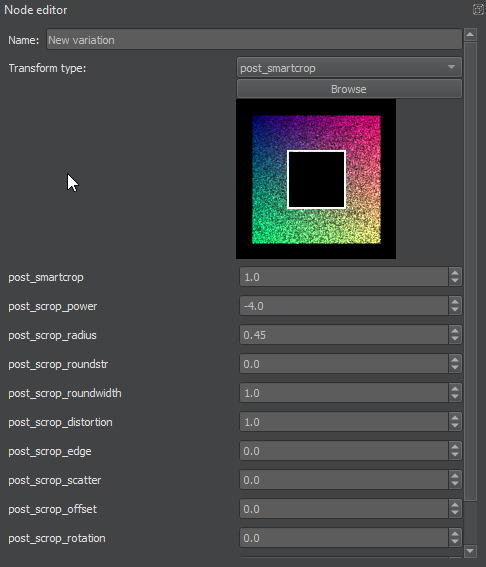 Node editor
Name: New variation
Transform type: post_smartcrop
Browse
post_smartcrop 1.0
post_scrop_power -4.0
post_scrop_radius 0.45
post_scrop_roundstr 0.0
post_scrop_roundwidth 1.0
post_scrop_distortion 1.0
post_scrop_edge 0.0
post_scrop_scatter 0.0
post_scrop_offset 0.0
post_scrop_rotation 0.0